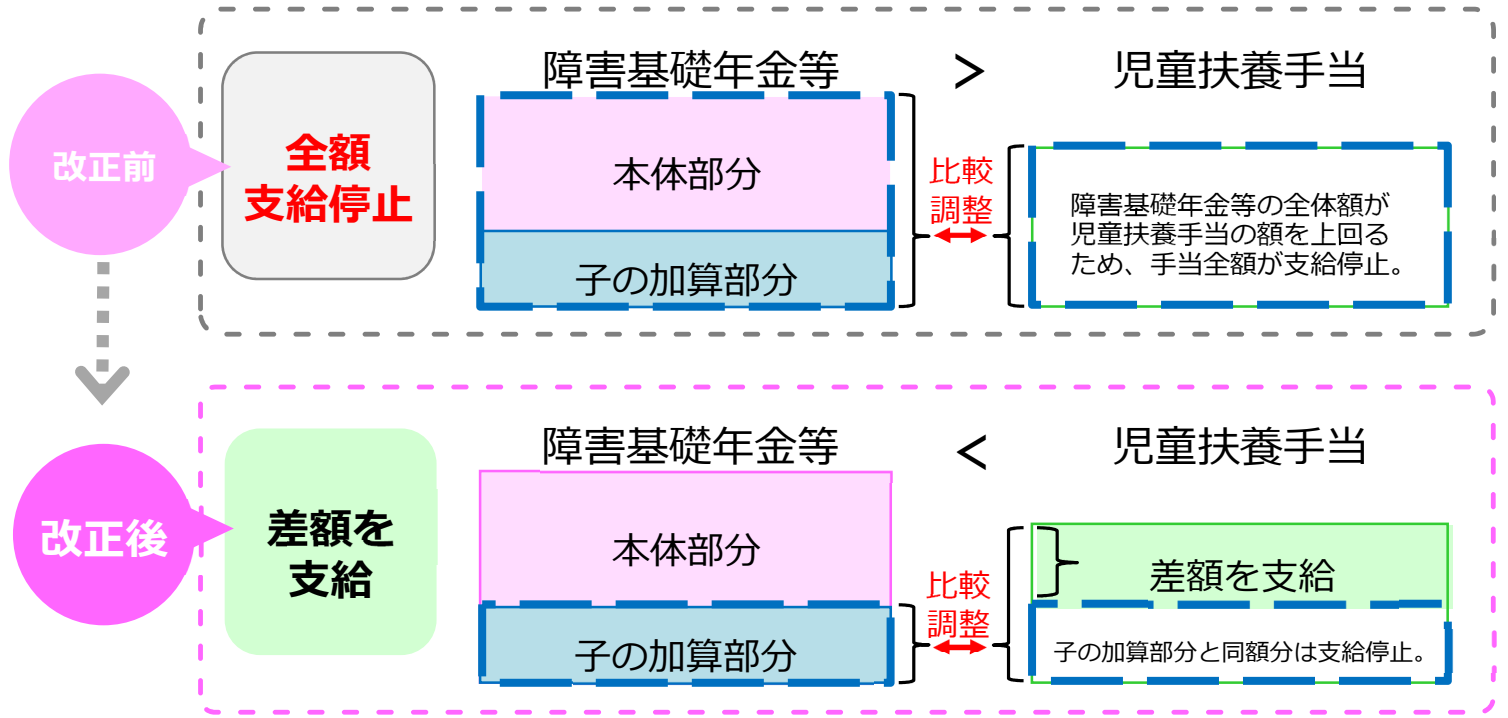 改正前
全額
支給停止
障害基礎年金等 > 児童扶養手当
本体部分
子の加算部分
比較
調整
障害基礎年金等の全体額が
児童扶養手当の額を上回る
ため、手当全額が支給停止。
改正後
差額を
支給
障害基礎年金等 < 児童扶養手当
本体部分
子の加算部分
比較
調整
差額を支給
子の加算部分と同額分は支給停止。